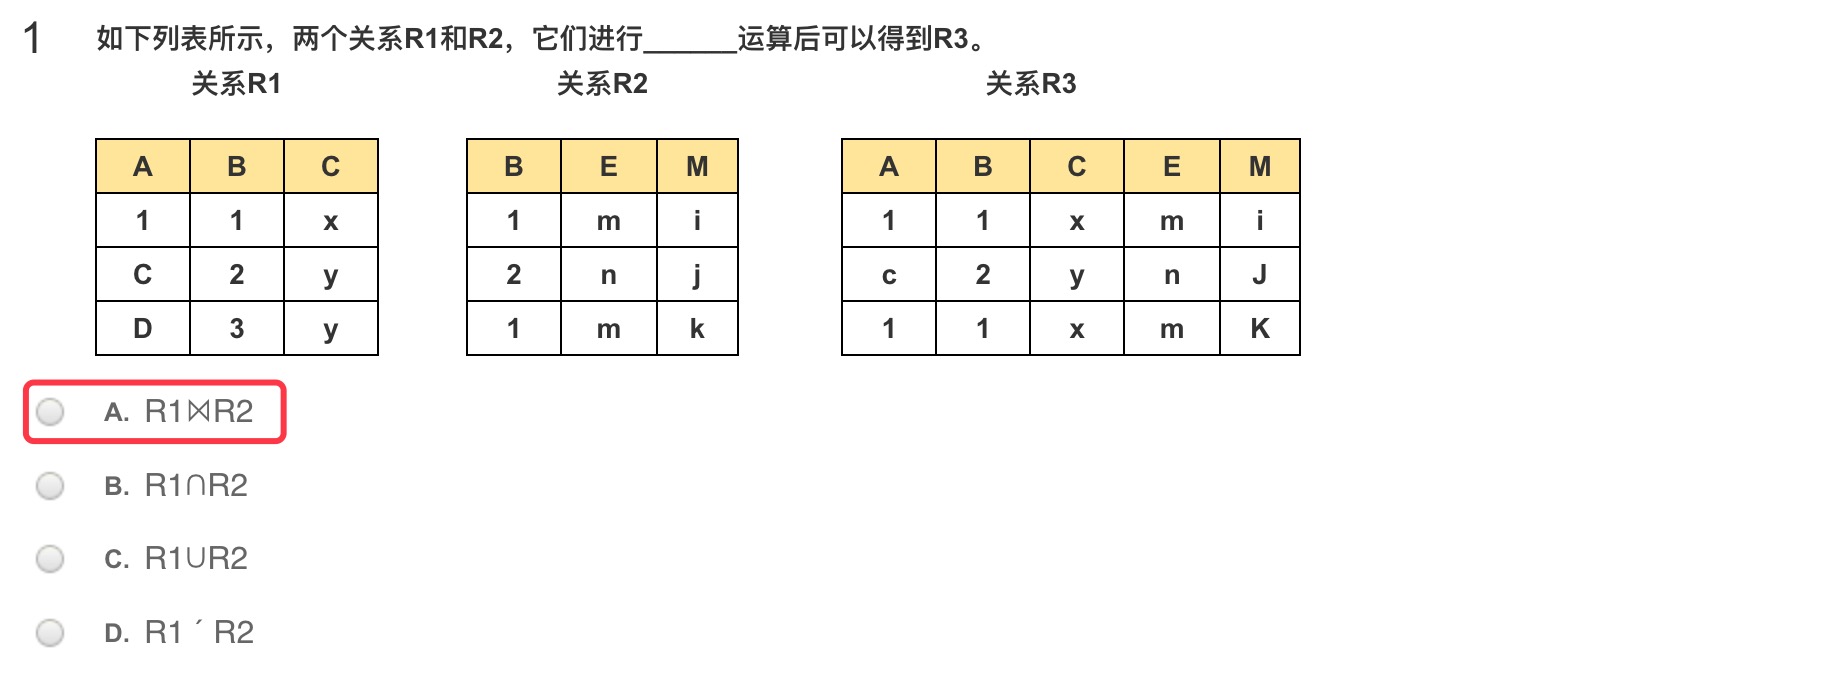 1 如下列表所示，两个关系R1和R2，它们进行______运算后可以得到R3。
关系R1 关系R2 关系R3
A B C B E M A B C E M
1 1 x 1 m i 1 1 x m i
C 2 y 2 n j c 2 y n J
D 3 y 1 m k 1 1 x m K
A. R1⋈R2
B. R1∩R2
C. R1∪R2
D. R1 ´ R2